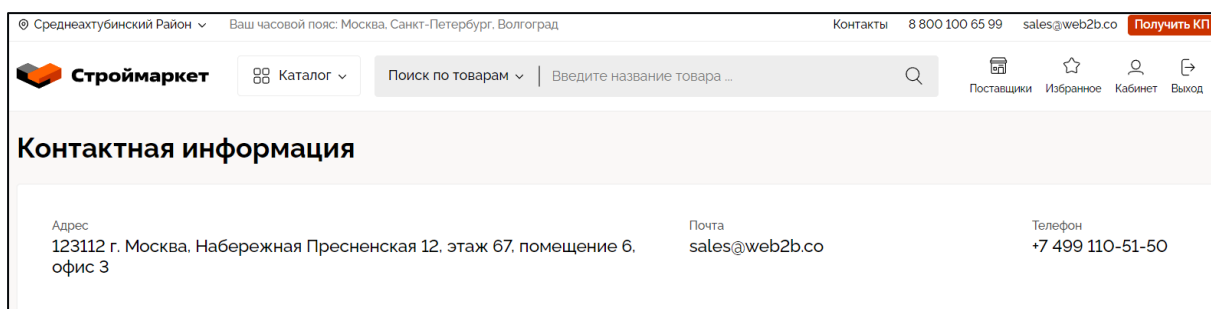 Среднеахтубинский Район Ваш часовой пояс: Москва, Санкт-Петербург, Волгоград Контакты 8 800 100 65 99 sales@web2b.co Получить КП
Строймаркет Каталог Поиск по товарам Введите название товара ...
Поставщики Избранное Кабинет Выход
Контактная информация
Адрес Почта Телефон
123112 г. Москва, Набережная Пресненская 12, этаж 67, помещение 6, sales@web2b.co +7 499 110-51-50
офис 3